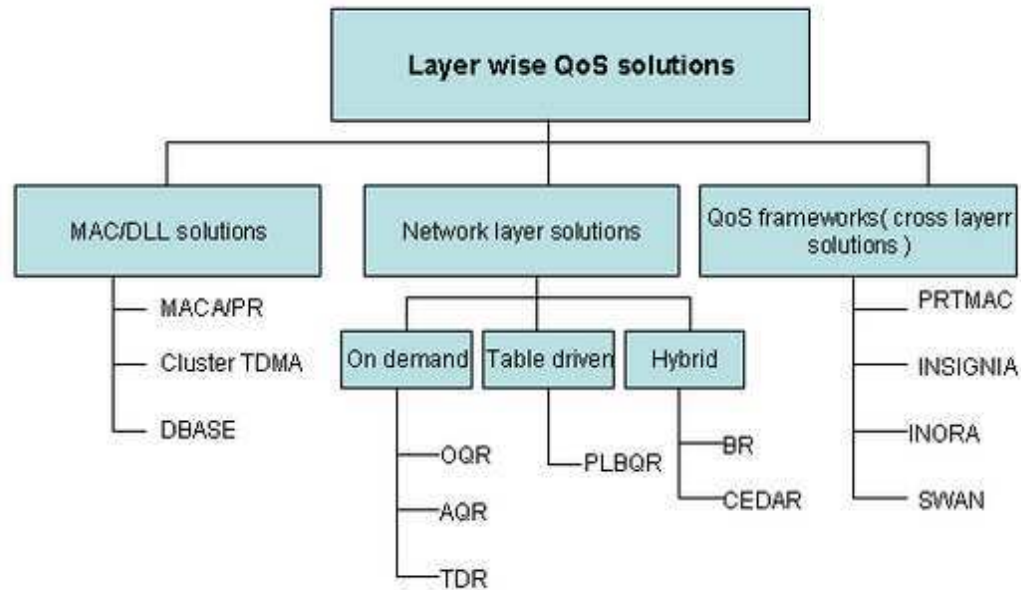 Layer wise QoS solutions
MAC/DLL solutions
Network layer solutions
QoS frameworks( cross layerr
solutions )
MACA/PR
Cluster TDMA
DBASE
On demand
Table driven
Hybrid
OQR
AQR
TDR
PLBQR
BR
CEDAR
PRTMAC
INSIGNIA
INORA
SWAN